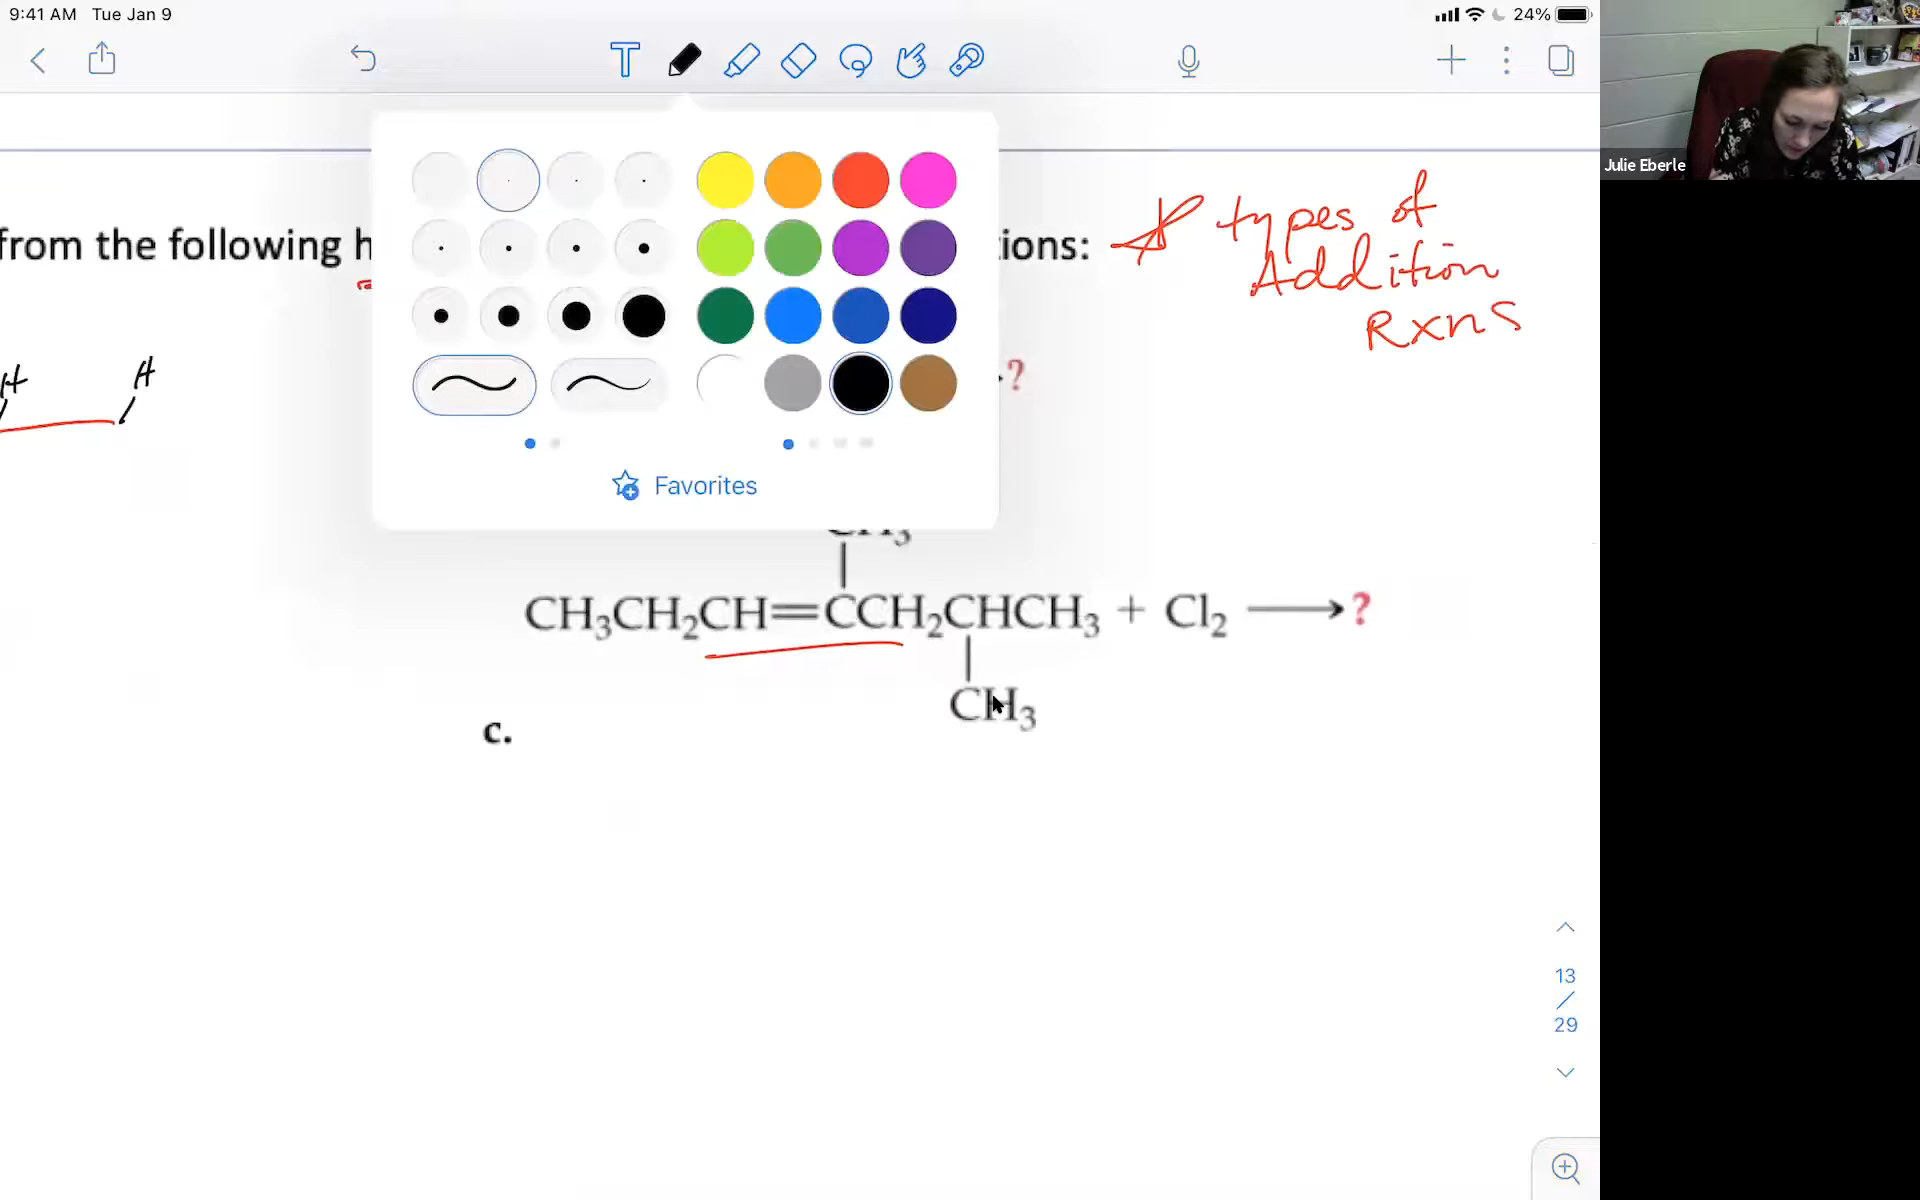 9:41 AM Tue Jan 9
24%
T
Julie Eberle
from the following h
ions:
* types of
Addition
Rxns
H
H
?
Favorites
CH₃
CH₃CH₂CH=CCH₂CHCH₃ + Cl₂ ⟶ ?
CH₃
c.
13
/
29